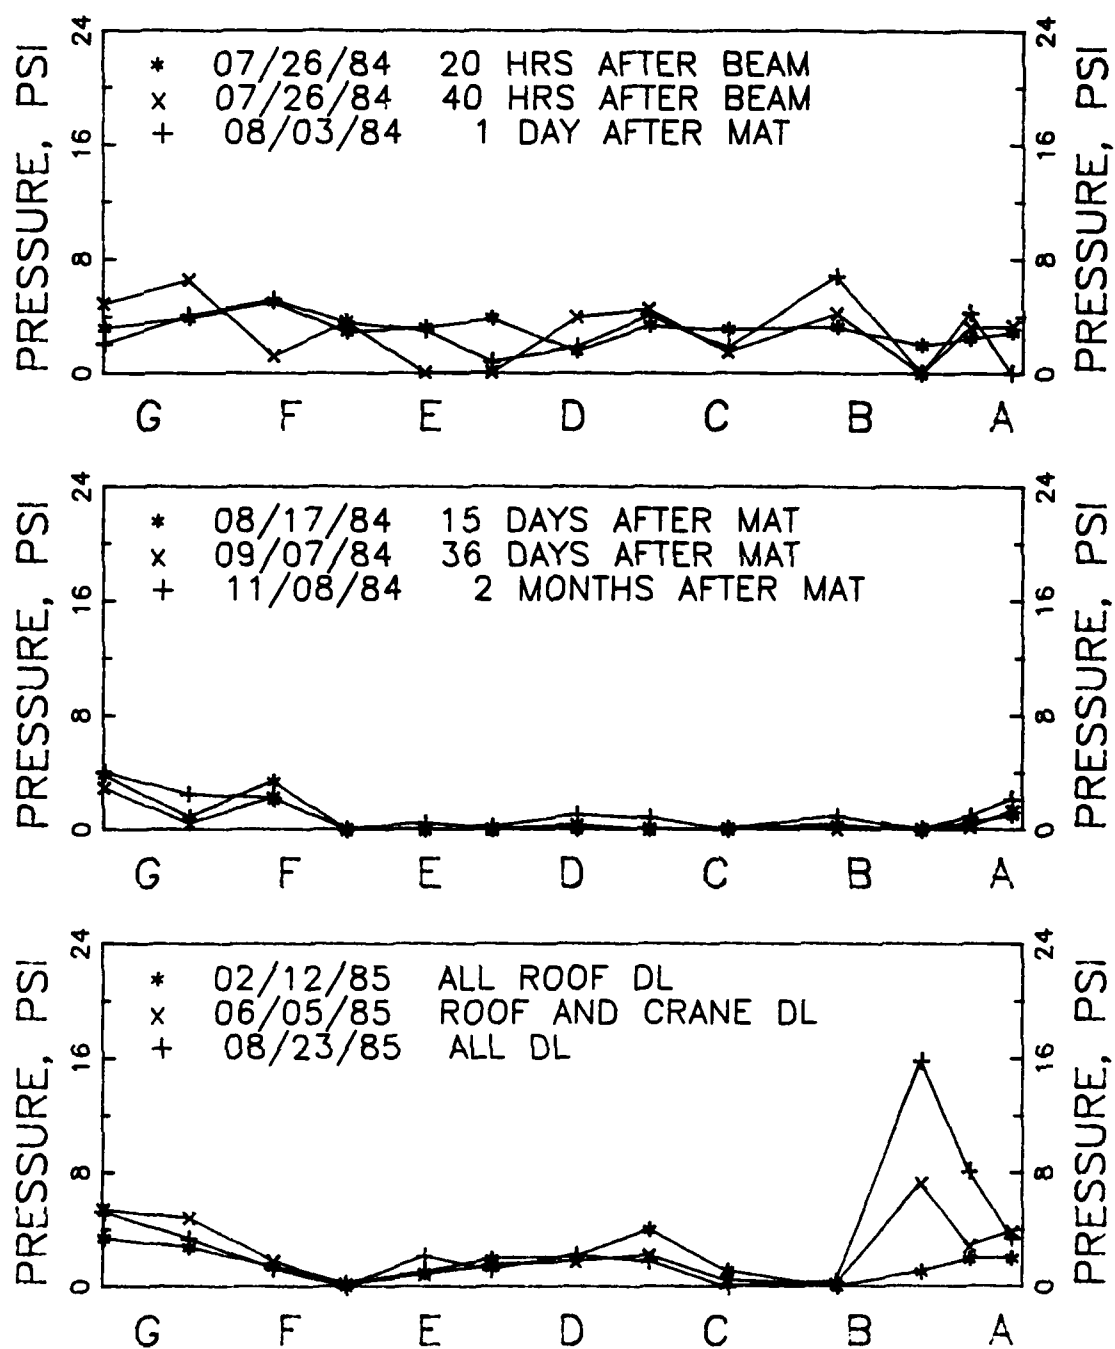 24
24
PRESSURE, PSI
PRESSURE, PSI
* 07/26/84 20 HRS AFTER BEAM
x 07/26/84 40 HRS AFTER BEAM
+ 08/03/84 1 DAY AFTER MAT
16
16
8
8
0
0
G F E D C B A
24
24
PRESSURE, PSI
PRESSURE, PSI
* 08/17/84 15 DAYS AFTER MAT
x 09/07/84 36 DAYS AFTER MAT
+ 11/08/84 2 MONTHS AFTER MAT
16
16
8
8
0
0
G F E D C B A
24
24
PRESSURE, PSI
PRESSURE, PSI
* 02/12/85 ALL ROOF DL
x 06/05/85 ROOF AND CRANE DL
+ 08/23/85 ALL DL
16
16
8
8
0
0
G F E D C B A